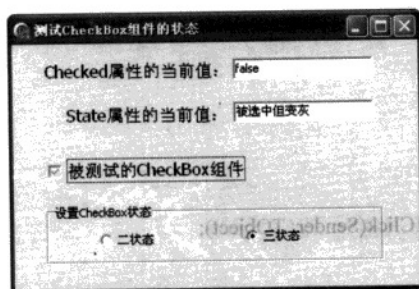 测试CheckBox组件的状态
Checked属性的当前值： false
State属性的当前值： 被选中但变灰
被测试的CheckBox组件
设置CheckBox状态
二状态 三状态
Click(Sender: TObject);